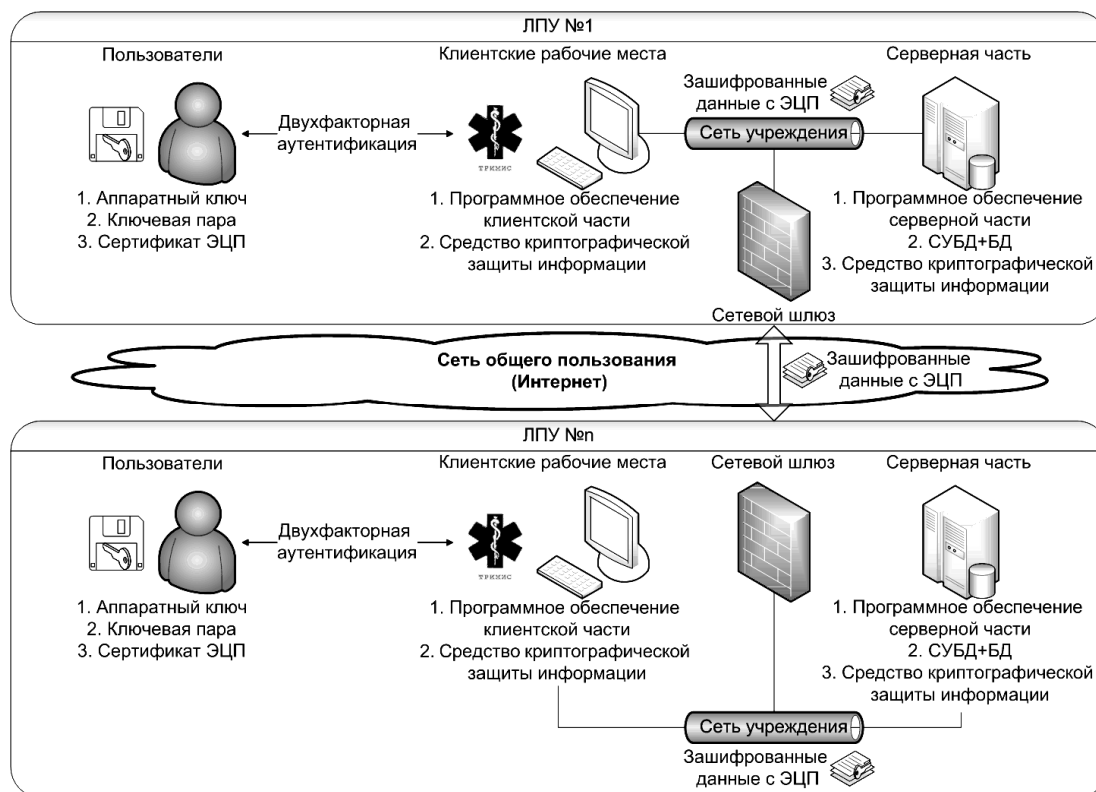 ЛПУ №1
Пользователи
Клиентские рабочие места
Серверная часть
Зашифрованные
данные с ЭЦП
Двухфакторная
аутентификация
Сеть учреждения
ТРИМИС
1. Аппаратный ключ
2. Ключевая пара
3. Сертификат ЭЦП
1. Программное обеспечение
клиентской части
2. Средство криптографической
защиты информации
1. Программное обеспечение
серверной части
2. СУБД+БД
3. Средство криптографической
защиты информации
Сетевой шлюз
Сеть общего пользования
(Интернет)
Зашифрованные
данные с ЭЦП
ЛПУ №n
Пользователи
Клиентские рабочие места
Сетевой шлюз
Серверная часть
Двухфакторная
аутентификация
ТРИМИС
1. Аппаратный ключ
2. Ключевая пара
3. Сертификат ЭЦП
1. Программное обеспечение
клиентской части
2. Средство криптографической
защиты информации
1. Программное обеспечение
серверной части
2. СУБД+БД
3. Средство криптографической
защиты информации
Сеть учреждения
Зашифрованные
данные с ЭЦП